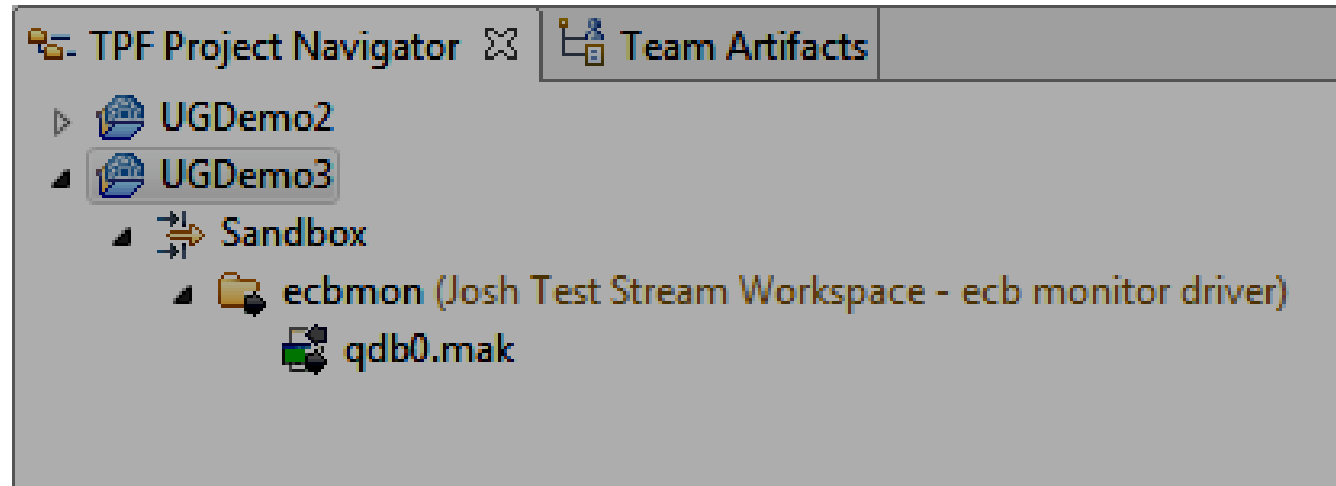 TPF Project Navigator Team Artifacts
UGDemo2
UGDemo3
Sandbox
ecbmon (Josh Test Stream Workspace - ecb monitor driver)
qdb0.mak